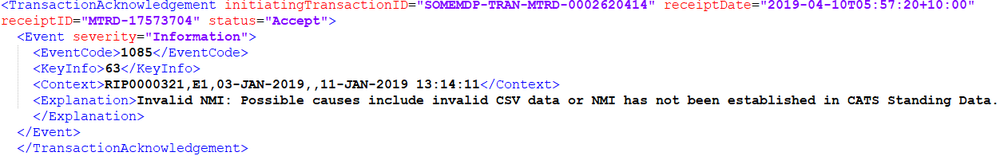 <TransactionAcknowledgement initiatingTransactionID="SOMEMDP-TRAN-MTRD-0002620414" receiptDate="2019-04-10T05:57:20+10:00"
receiptID="MTRD-17573704" status="Accept">
<Event severity="Information">
<EventCode>1085</EventCode>
<KeyInfo>63</KeyInfo>
<Context>RIP0000321,E1,03-JAN-2019,,11-JAN-2019 13:14:11</Context>
<Explanation>Invalid NMI: Possible causes include invalid CSV data or NMI has not been established in CATS Standing Data.
</Explanation>
</Event>
</TransactionAcknowledgement>